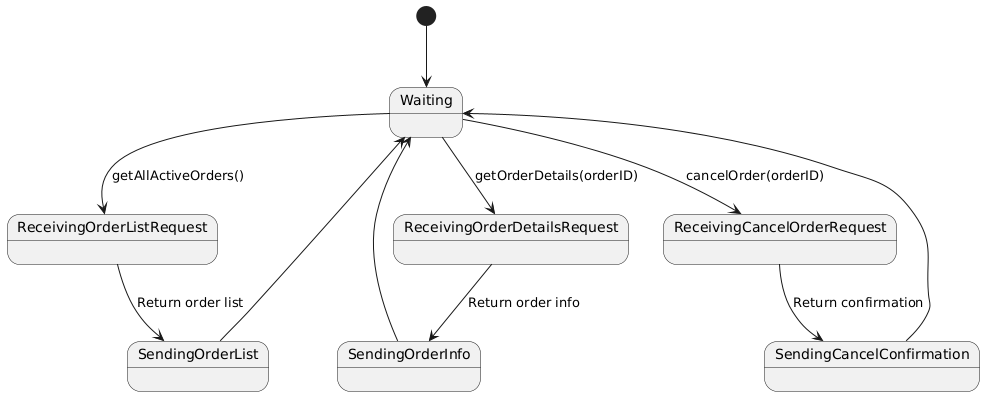 Waiting
getAllActiveOrders()
getOrderDetails(orderID)
cancelOrder(orderID)
ReceivingOrderListRequest
ReceivingOrderDetailsRequest
ReceivingCancelOrderRequest
Return order list
Return order info
Return confirmation
SendingOrderList
SendingOrderInfo
SendingCancelConfirmation